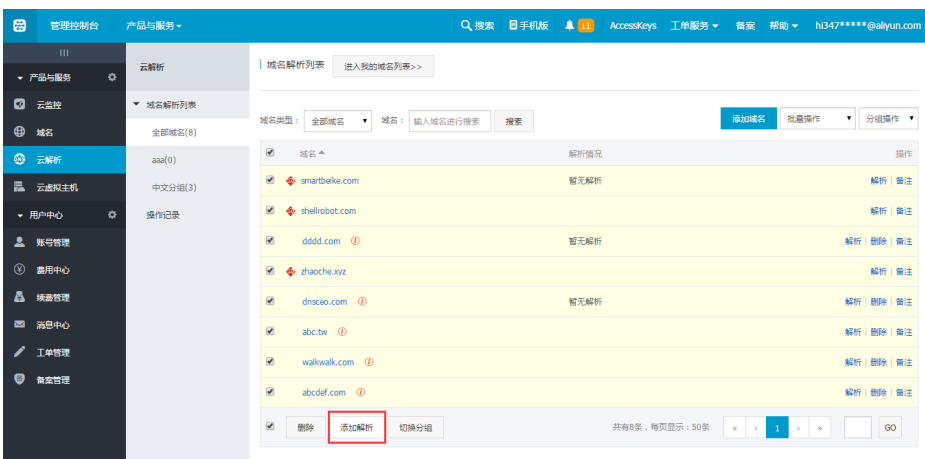 管理控制台 产品与服务 搜索 手机版 11 AccessKeys 工单服务 备案 帮助 hi347*****@aliyun.com
产品与服务
云监控
域名
云解析
云虚拟主机
用户中心
账号管理
费用中心
续费管理
消息中心
工单管理
备案管理
云解析
域名解析列表
全部域名(8)
aaa(0)
中文分组(3)
操作记录
域名解析列表 进入我的域名列表>>
域名类型： 全部域名 域名： 输入域名进行搜索 搜索 添加域名 批量操作 分组操作
域名 解析情况 操作
smartbeike.com 暂无解析 解析 | 备注
shellrobot.com 解析 | 备注
dddd.com 暂无解析 解析 | 删除 | 备注
zhaoche.xyz 解析 | 备注
dnsceo.com 暂无解析 解析 | 删除 | 备注
abc.tw 解析 | 删除 | 备注
walkwalk.com 解析 | 删除 | 备注
abcdef.com 解析 | 删除 | 备注
删除 添加解析 切换分组 共有8条，每页显示：50条 « ‹ 1 › » GO